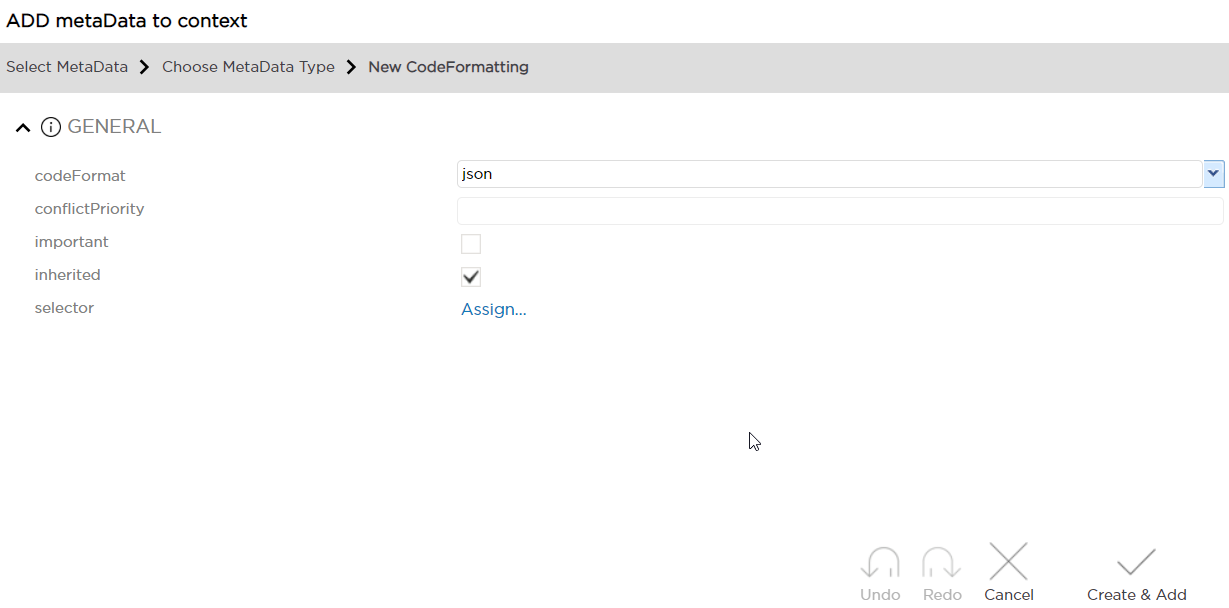 ADD metaData to context
Select MetaData Choose MetaData Type New CodeFormatting
GENERAL
codeFormat json
conflictPriority
important
inherited
selector Assign...
Undo Redo Cancel Create & Add